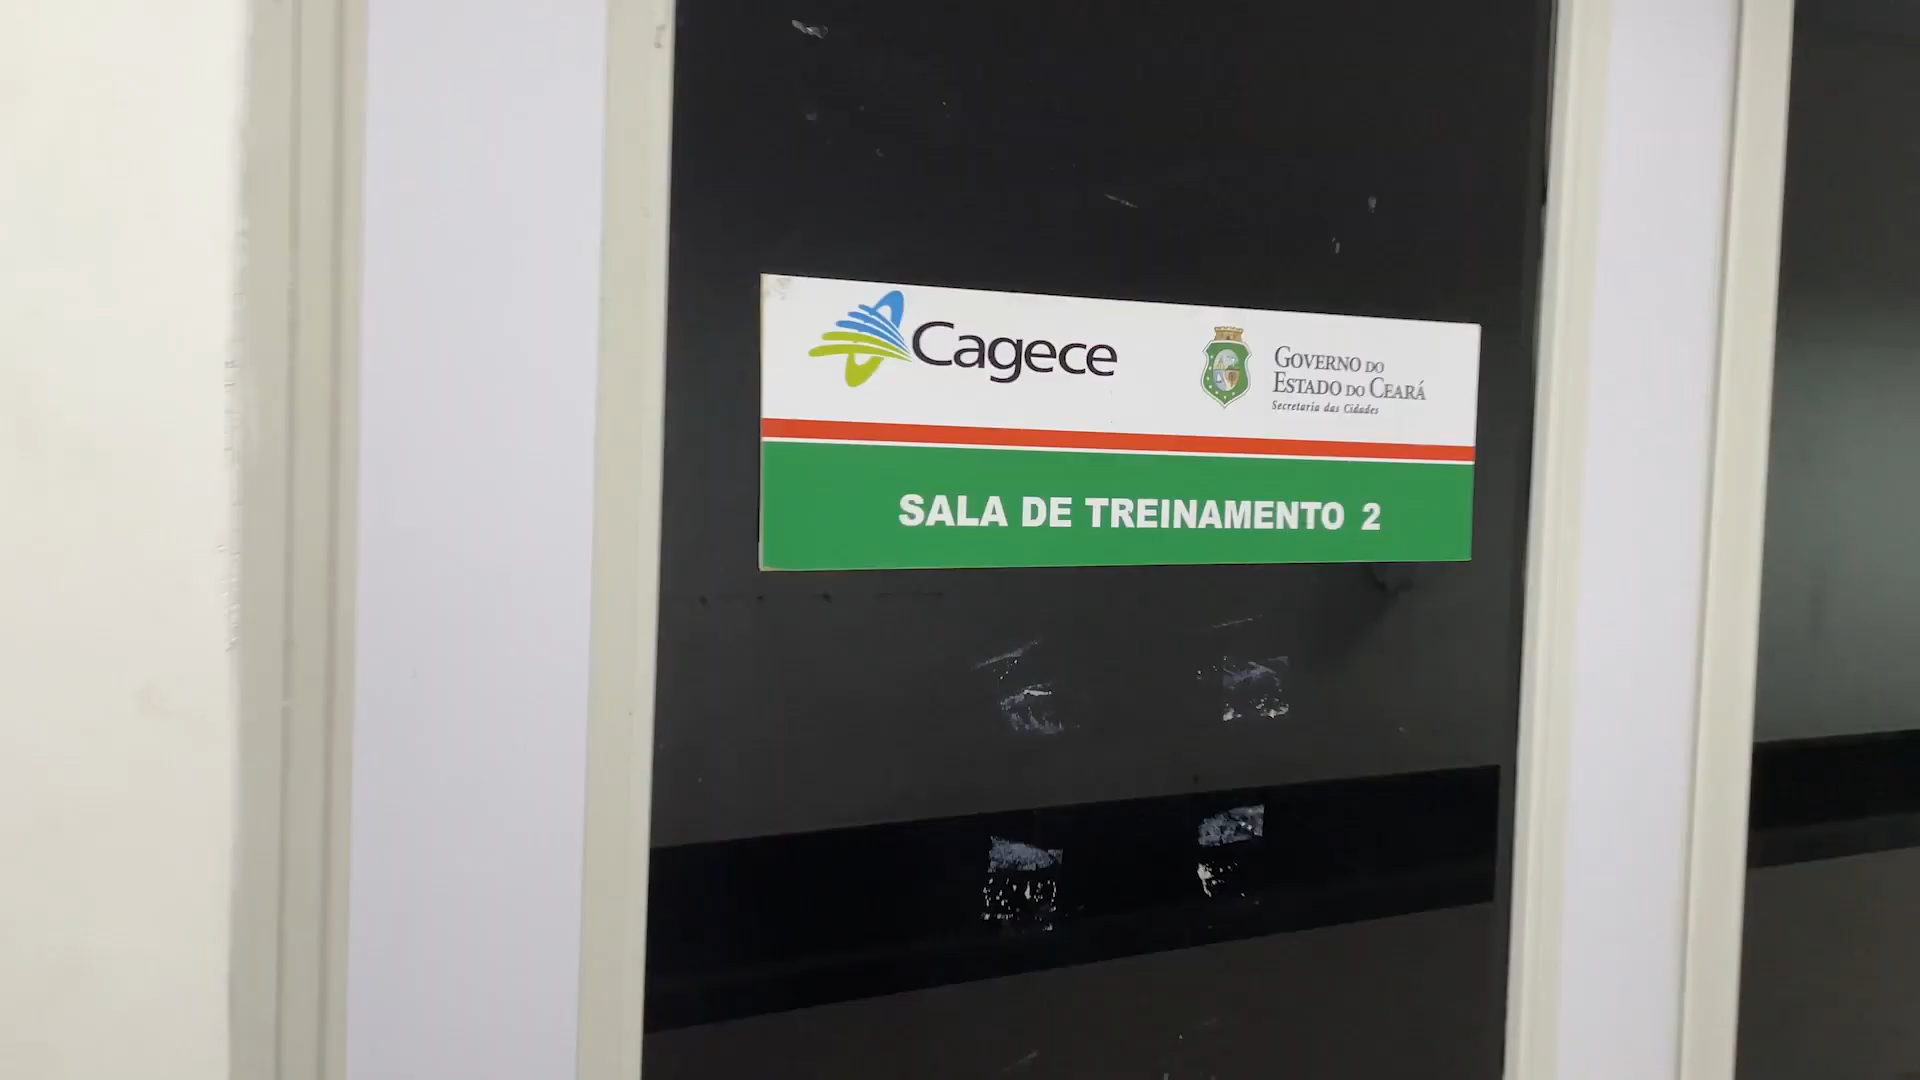 Cagece
GOVERNO DO
ESTADO DO CEARÁ
Secretaria das Cidades
SALA DE TREINAMENTO 2